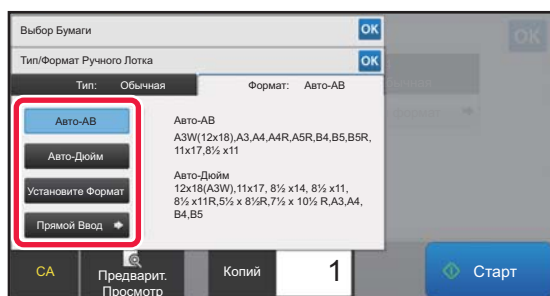 Выбор Бумаги
OK
OK
Тип/Формат Ручного Лотка
OK
Тип: Обычная
Формат: Авто-AB
Авто-AB
Авто-Дюйм
Установите Формат
Прямой Ввод
Авто-AB
A3W(12x18),A3,A4,A4R,A5R,B4,B5,B5R,
11x17,8½ x11
Авто-Дюйм
12x18(A3W),11x17, 8½ x14, 8½ x11,
8½ x11R,5½ x 8½R,7½ x 10½ R,A3,A4,
B4,B5
CA
Предварит.
Просмотр
Копий
1
Старт